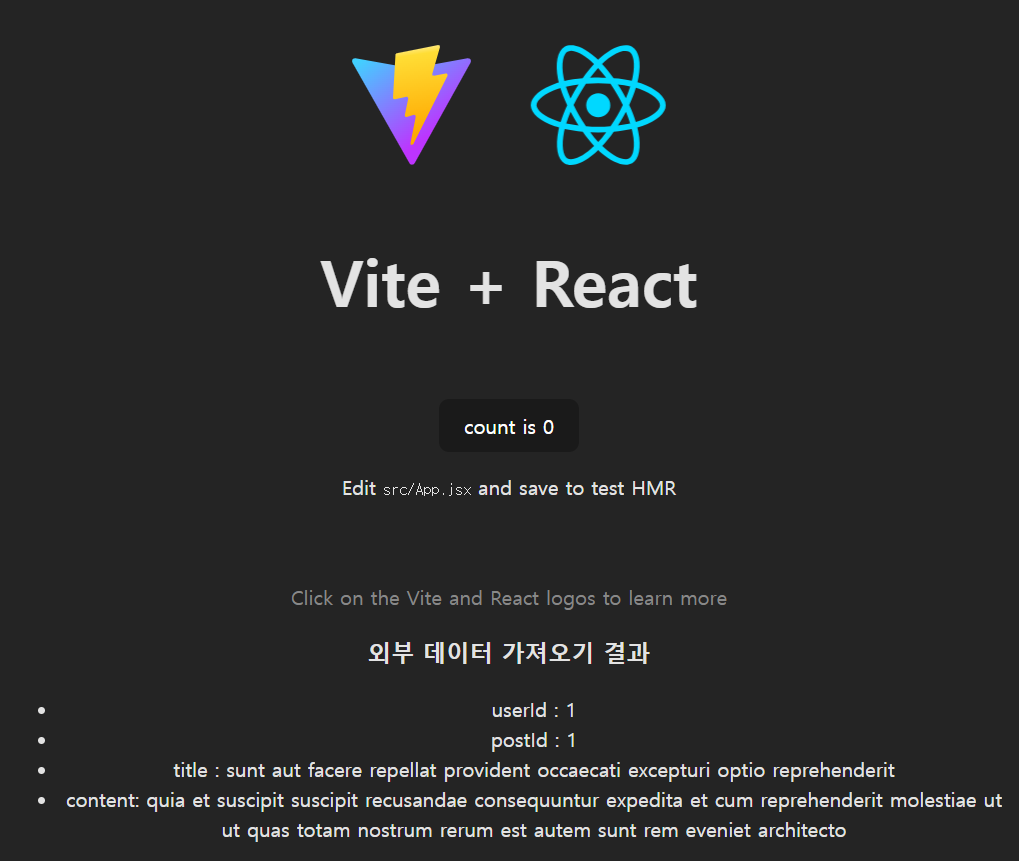 Vite + React
count is 0
Edit src/App.jsx and save to test HMR
Click on the Vite and React logos to learn more
외부 데이터 가져오기 결과
userId : 1
postId : 1
title : sunt aut facere repellat provident occaecati excepturi optio reprehenderit
content: quia et suscipit suscipit recusandae consequuntur expedita et cum reprehenderit molestiae ut
ut quas totam nostrum rerum est autem sunt rem eveniet architecto